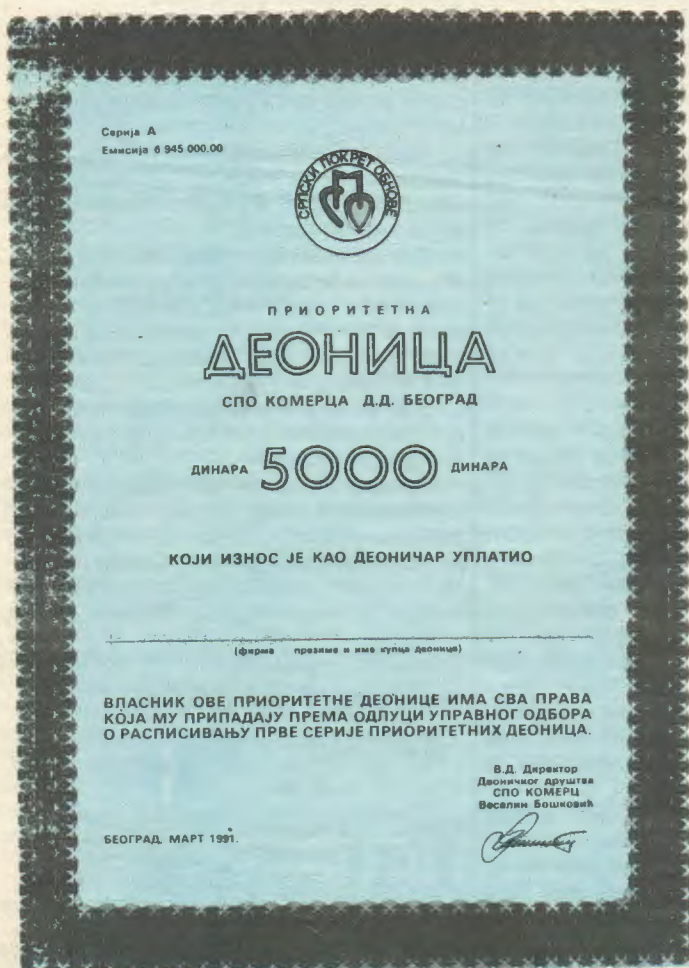 Серија А
Емисија 6 945 000.00
СРПСКИ ПОКРЕТ ОБНОВЕ
ПРИОРИТЕТНА
ДЕОНИЦА
СПО КОМЕРЦА Д.Д. БЕОГРАД
ДИНАРА 5000 ДИНАРА
КОЈИ ИЗНОС ЈЕ КАО ДЕОНИЧАР УПЛАТИО
(фирма презиме и име купца деонице)
ВЛАСНИК ОВЕ ПРИОРИТЕТНЕ ДЕОНИЦЕ ИМА СВА ПРАВА
КОЈА МУ ПРИПАДАЈУ ПРЕМА ОДЛУЦИ УПРАВНОГ ОДБОРА
О РАСПИСИВАЊУ ПРВЕ СЕРИЈЕ ПРИОРИТЕТНИХ ДЕОНИЦА.
В.Д. Директор
Деоничког друштва
СПО КОМЕРЦ
Веселин Бошковић
БЕОГРАД, МАРТ 1991.